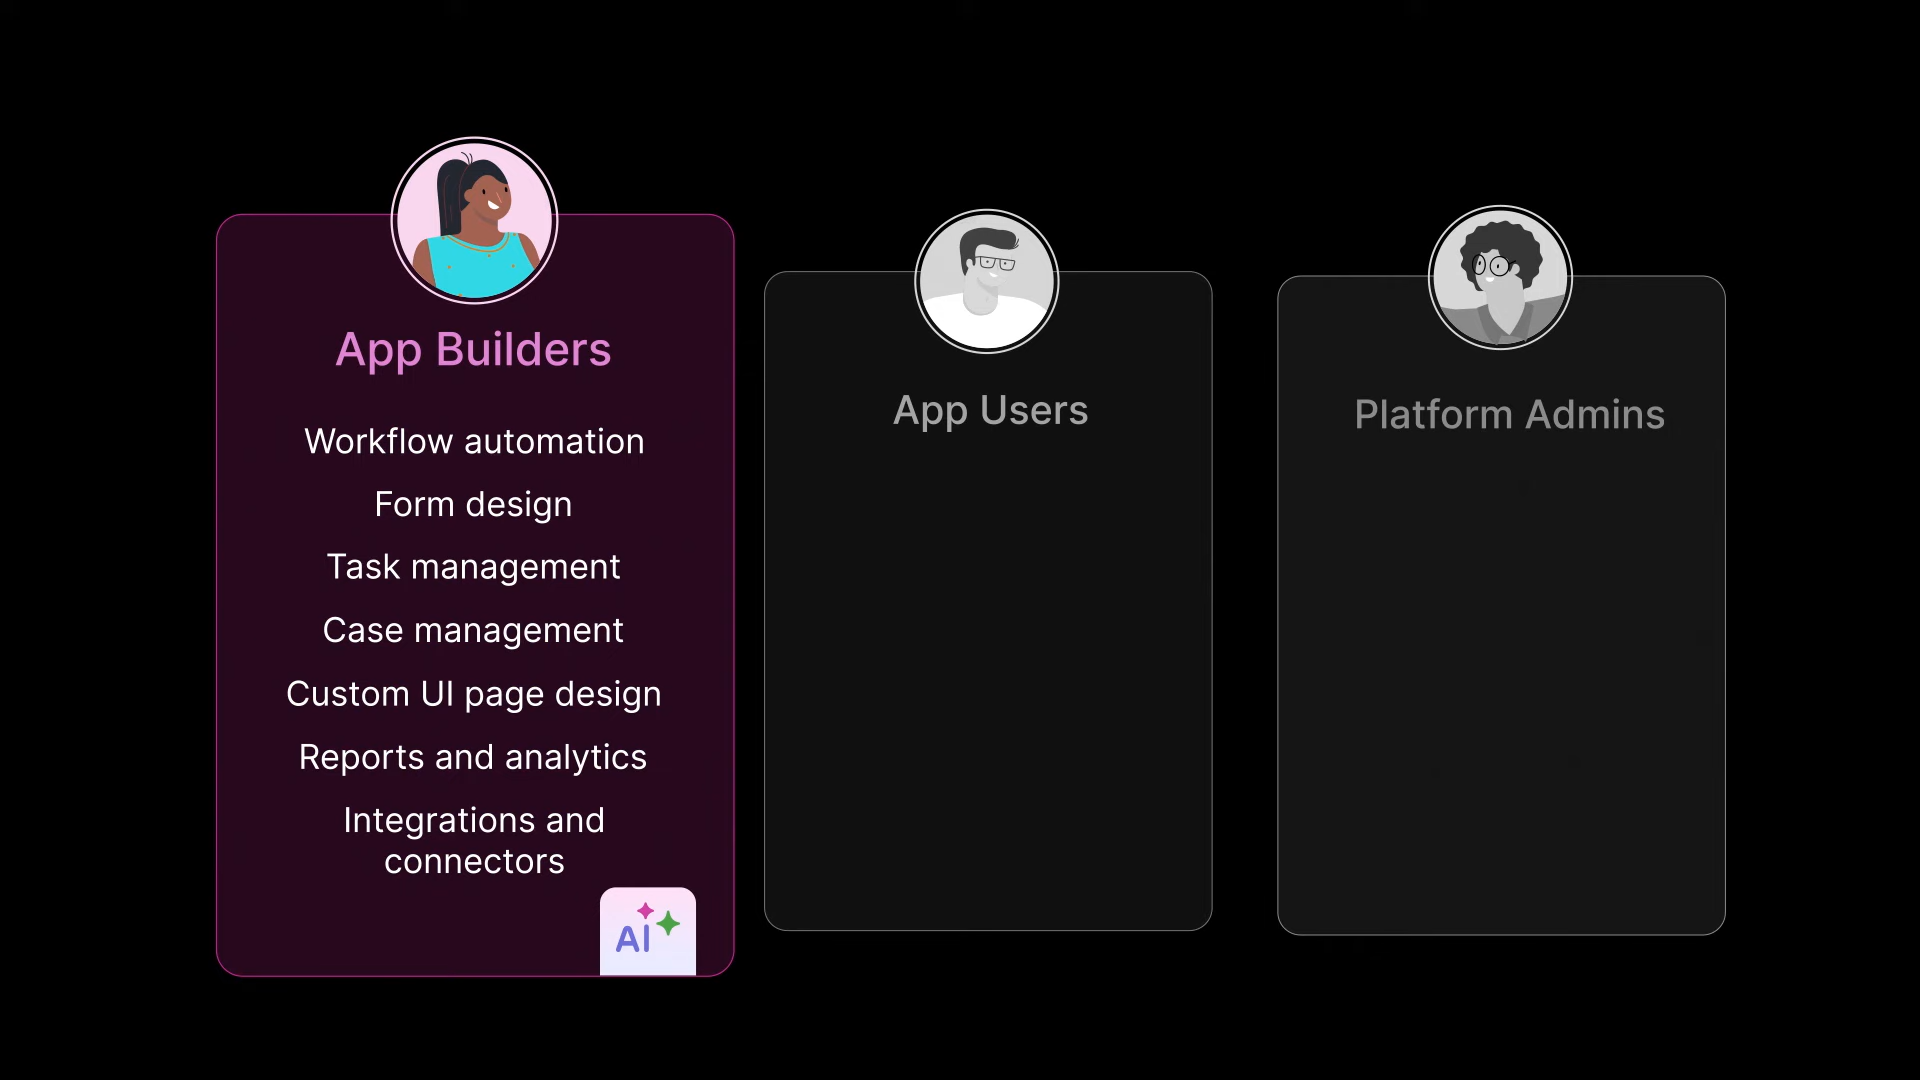 App Builders
Workflow automation
Form design
Task management
Case management
Custom UI page design
Reports and analytics
Integrations and
connectors
AI
App Users
Platform Admins